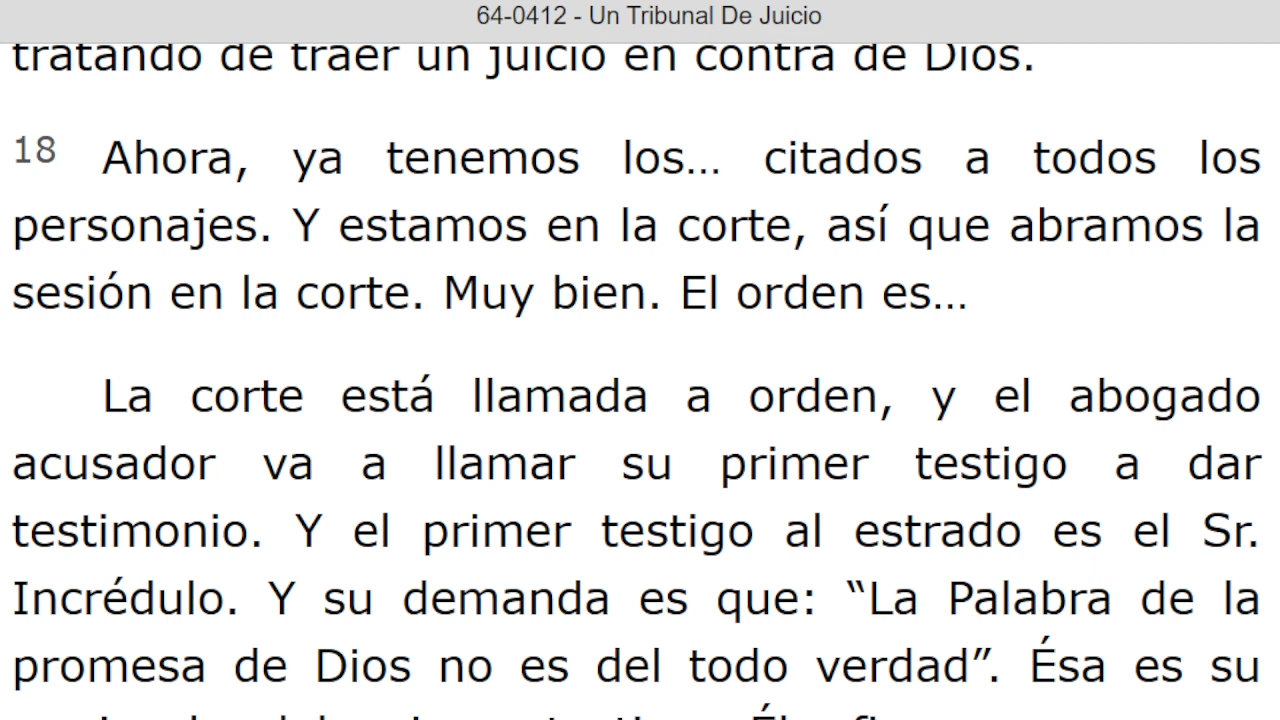 64-0412 - Un Tribunal De Juicio
tratando de traer un juicio en contra de Dios.
18 Ahora, ya tenemos los… citados a todos los
personajes. Y estamos en la corte, así que abramos la
sesión en la corte. Muy bien. El orden es…
La corte está llamada a orden, y el abogado
acusador va a llamar su primer testigo a dar
testimonio. Y el primer testigo al estrado es el Sr.
Incrédulo. Y su demanda es que: “La Palabra de la
promesa de Dios no es del todo verdad”. Ésa es su